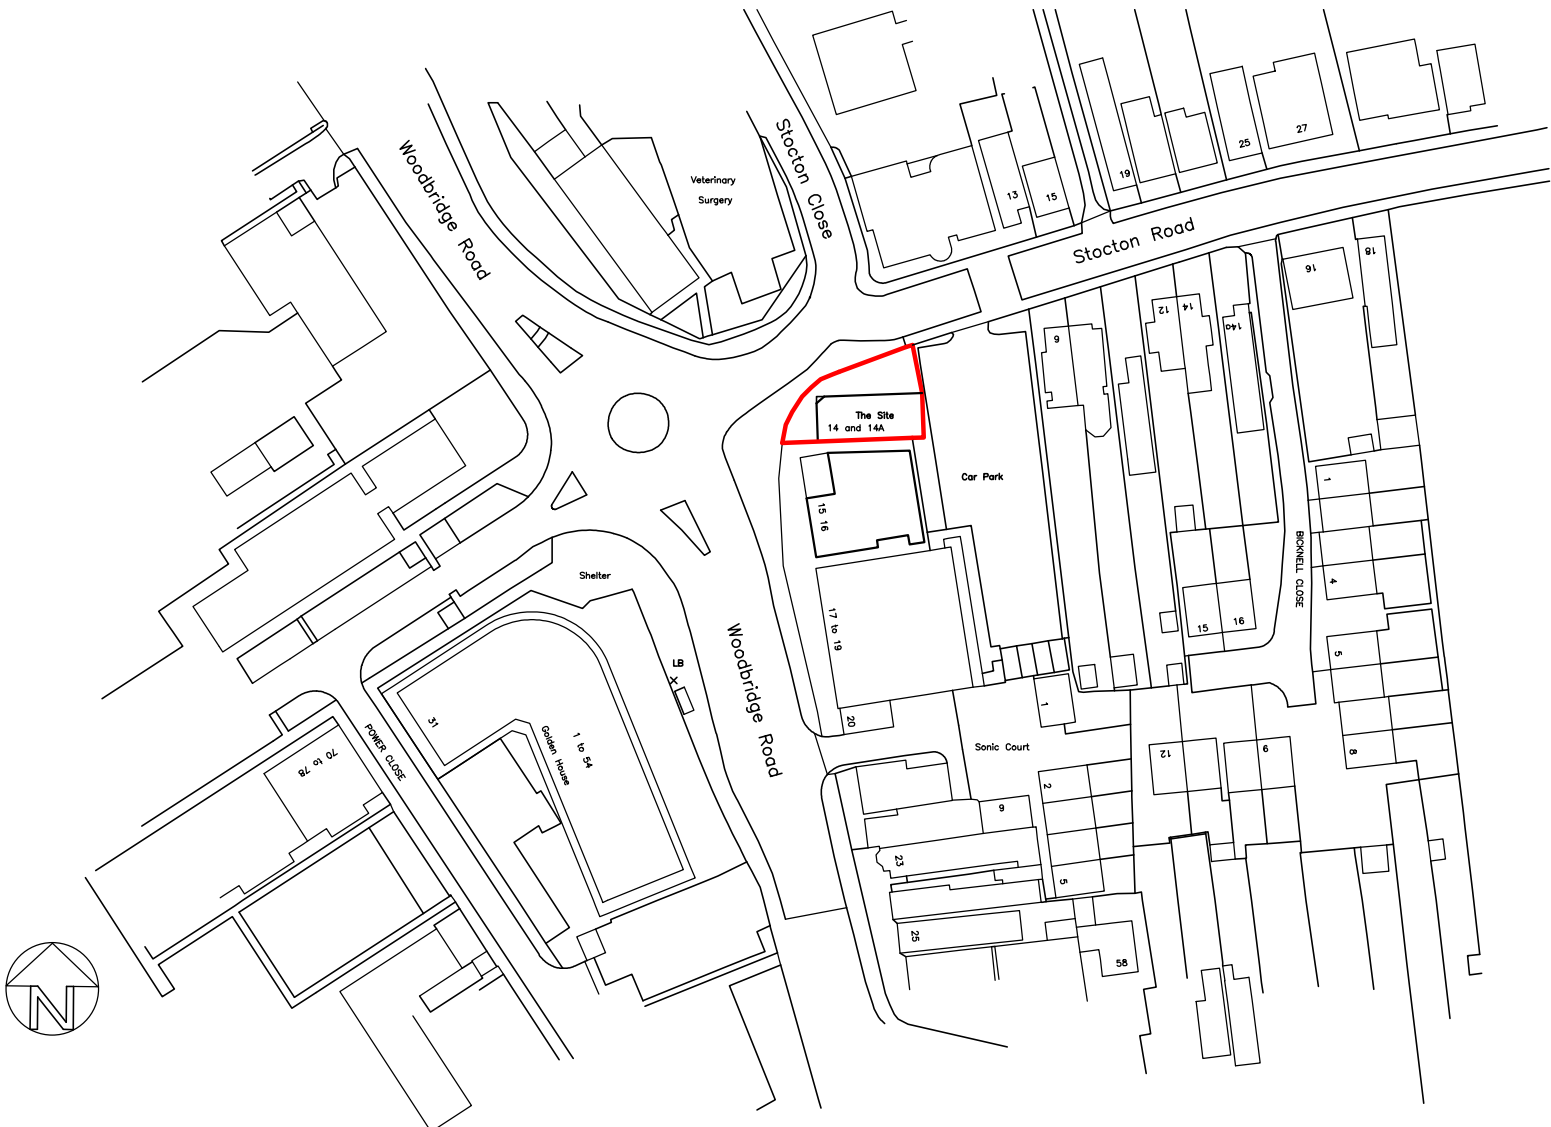 Woodbridge Road
Stocton Close
Veterinary
Surgery
19
25
27
13
15
Stocton Road
16
18
9
12
14
14a
The Site
14 and 14A
Car Park
15 16
1
BICKNELL CLOSE
4
Shelter
17 to 19
15
16
5
LB
Woodbridge Road
31
Golden House
1 to 54
POWER CLOSE
70 to 78
20
1
Sonic Court
12
9
8
2
9
23
5
25
58
N